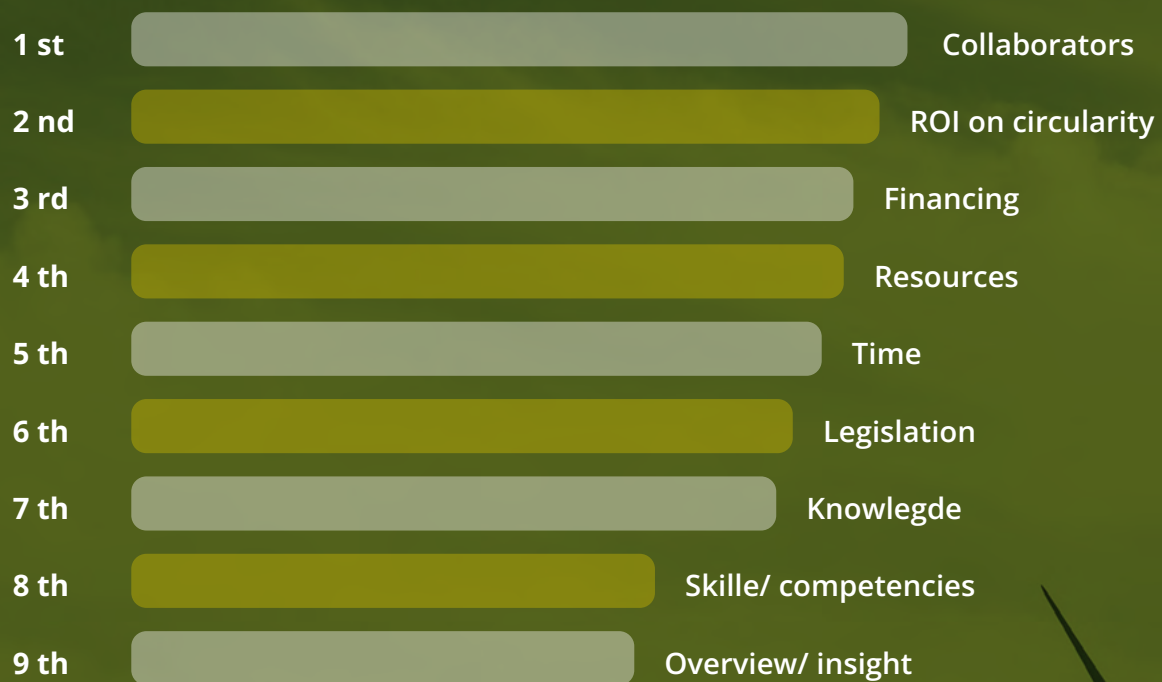 1 st Collaborators
2 nd ROI on circularity
3 rd Financing
4 th Resources
5 th Time
6 th Legislation
7 th Knowlegde
8 th Skille/ competencies
9 th Overview/ insight